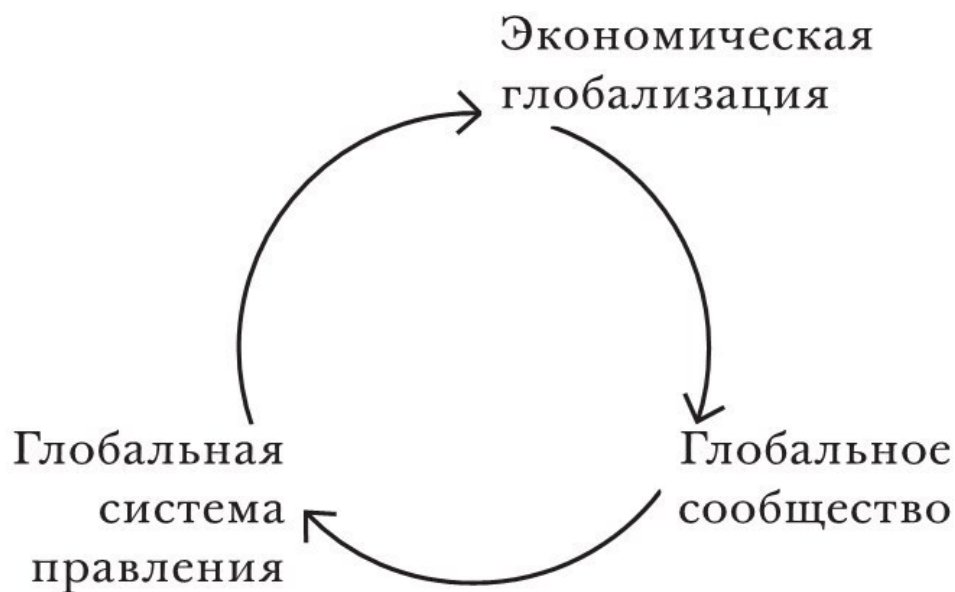 Экономическая
глобализация
Глобальная
система
правления
Глобальное
сообщество